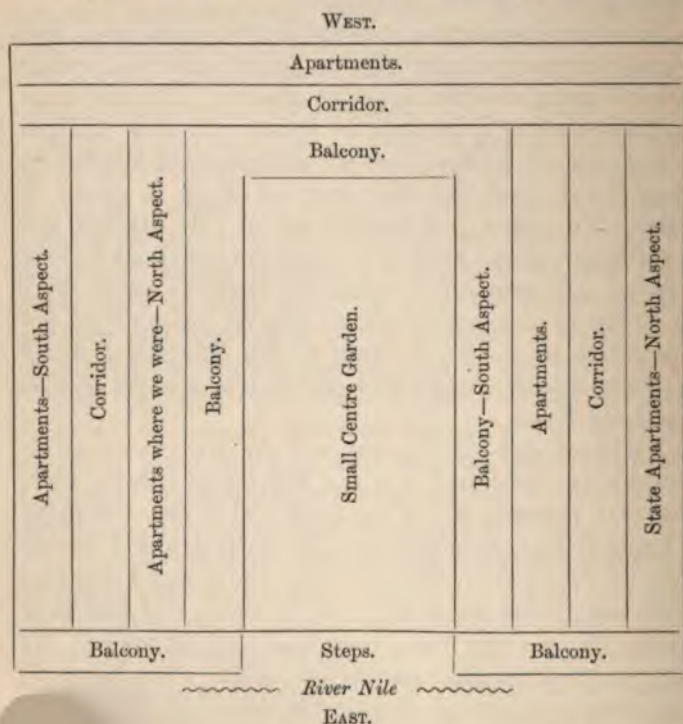 WEST.
Apartments.
Corridor.
Balcony.
Apartments—South Aspect.
Corridor.
Apartments where we were—North Aspect.
Balcony.
Small Centre Garden.
Balcony—South Aspect.
Apartments.
Corridor.
State Apartments—North Aspect.
Balcony.
Steps.
Balcony.
River Nile
EAST.